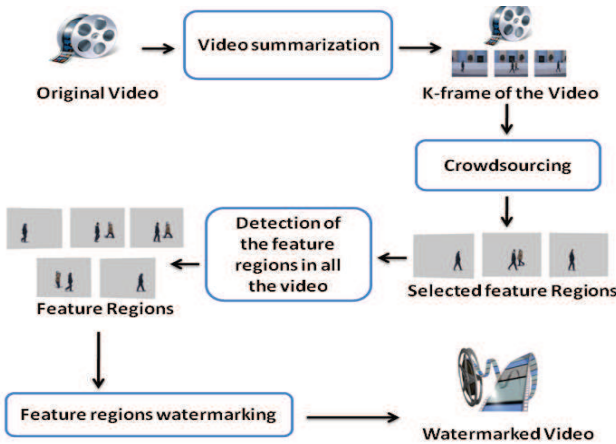 Video summarization
Original Video
K-frame of the Video
Crowdsourcing
Detection of
the feature
regions in all
the video
Selected feature Regions
Feature Regions
Feature regions watermarking
Watermarked Video